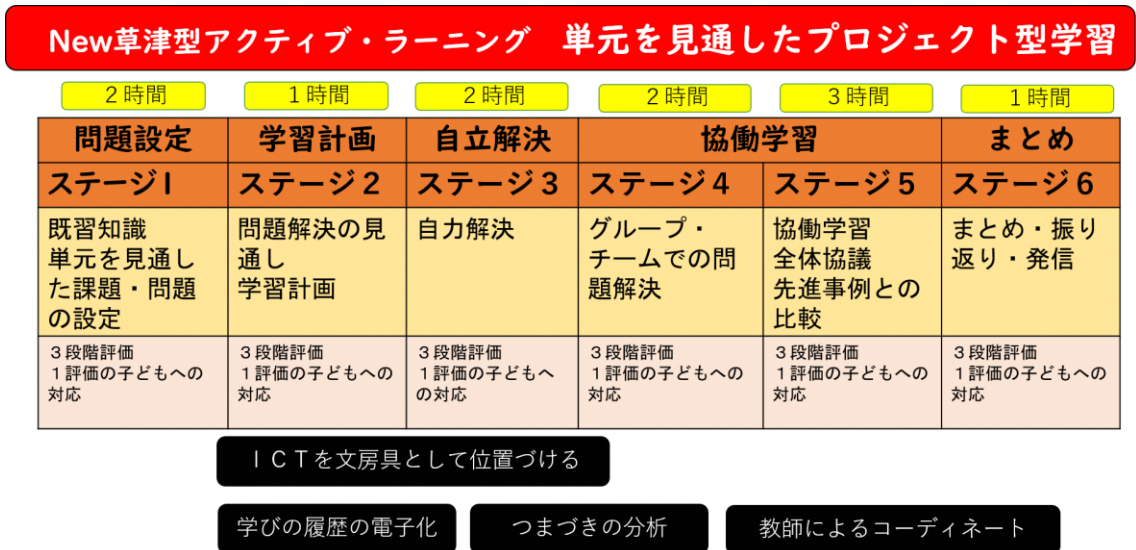 New草津型アクティブ・ラーニング 単元を見通したプロジェクト型学習
２時間 １時間 ２時間 ２時間 ３時間 １時間
問題設定 学習計画 自立解決 協働学習 まとめ
ステージ１ ステージ２ ステージ３ ステージ４ ステージ５ ステージ６
既習知識
単元を見通し
た課題・問題
の設定
問題解決の見
通し
学習計画
自力解決
グループ・
チームでの問
題解決
協働学習
全体協議
先進事例との
比較
まとめ・振り
返り・発信
３段階評価
１評価の子どもへの
対応
３段階評価
１評価の子どもへの
対応
３段階評価
１評価の子どもへ
の対応
３段階評価
１評価の子どもへの
対応
３段階評価
１評価の子どもへの
対応
３段階評価
１評価の子どもへの
対応
ＩＣＴを文房具として位置づける
学びの履歴の電子化 つまづきの分析 教師によるコーディネート